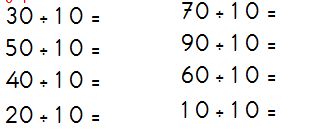 30 ÷ 10 =
50 ÷ 10 =
40 ÷ 10 =
20 ÷ 10 =
70 ÷ 10 =
90 ÷ 10 =
60 ÷ 10 =
10 ÷ 10 =